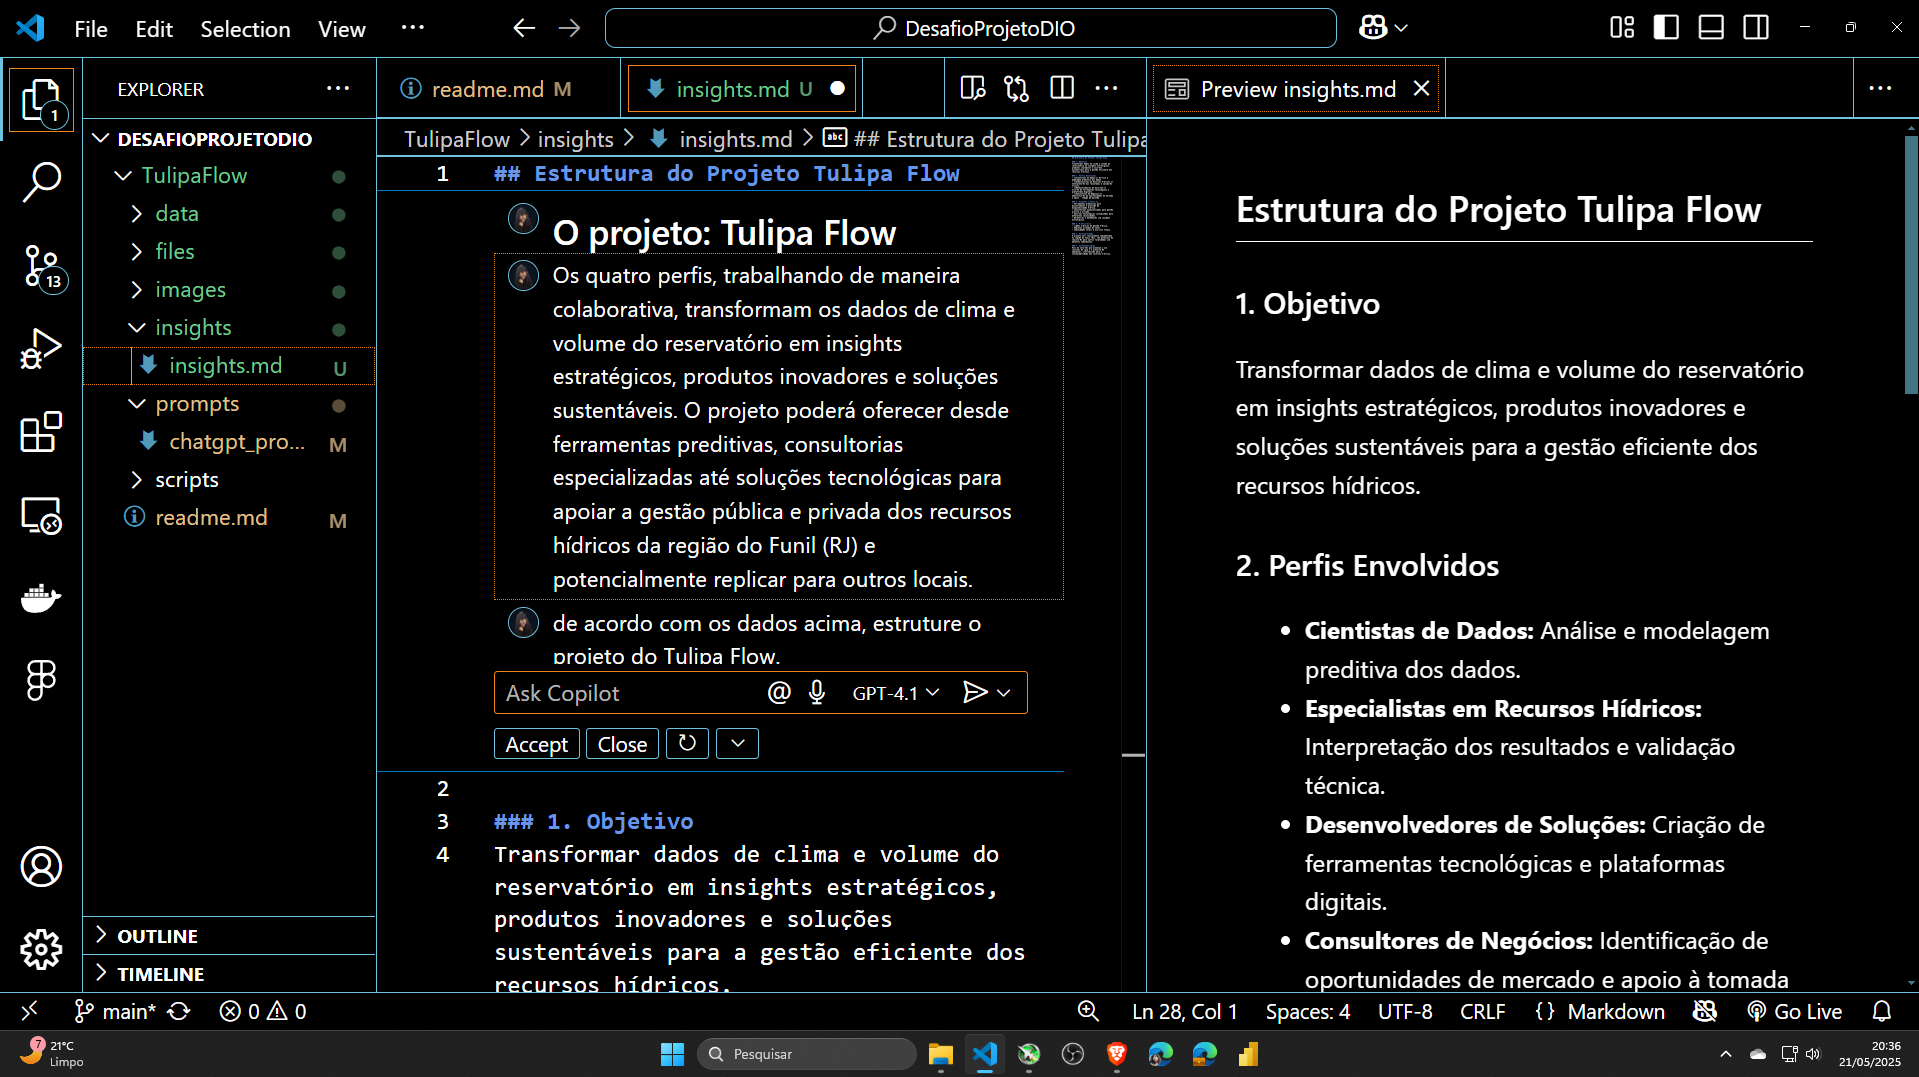 File Edit Selection View ···
DesafioProjetoDIO
EXPLORER ···
DESAFIOPROJETODIO
TulipaFlow
data
files
images
insights
insights.md U
prompts
chatgpt_pro... M
scripts
readme.md M
OUTLINE
TIMELINE
1
13
readme.md M
insights.md U
TulipaFlow > insights > insights.md > ## Estrutura do Projeto Tulipa
1 ## Estrutura do Projeto Tulipa Flow
O projeto: Tulipa Flow
Os quatro perfis, trabalhando de maneira
colaborativa, transformam os dados de clima e
volume do reservatório em insights
estratégicos, produtos inovadores e soluções
sustentáveis. O projeto poderá oferecer desde
ferramentas preditivas, consultorias
especializadas até soluções tecnológicas para
apoiar a gestão pública e privada dos recursos
hídricos da região do Funil (RJ) e
potencialmente replicar para outros locais.
de acordo com os dados acima, estruture o
projeto do Tulipa Flow.
Ask Copilot @ GPT-4.1
Accept Close
2
3 ### 1. Objetivo
4 Transformar dados de clima e volume do
reservatório em insights estratégicos,
produtos inovadores e soluções
sustentáveis para a gestão eficiente dos
recursos hídricos.
Preview insights.md
Estrutura do Projeto Tulipa Flow
1. Objetivo
Transformar dados de clima e volume do reservatório
em insights estratégicos, produtos inovadores e
soluções sustentáveis para a gestão eficiente dos
recursos hídricos.
2. Perfis Envolvidos
• Cientistas de Dados: Análise e modelagem
preditiva dos dados.
• Especialistas em Recursos Hídricos:
Interpretação dos resultados e validação
técnica.
• Desenvolvedores de Soluções: Criação de
ferramentas tecnológicas e plataformas
digitais.
• Consultores de Negócios: Identificação de
oportunidades de mercado e apoio à tomada
main* 0 0
Ln 28, Col 1 Spaces: 4 UTF-8 CRLF {} Markdown Go Live
7
21°C
Limpo
Pesquisar
20:36
21/05/2025